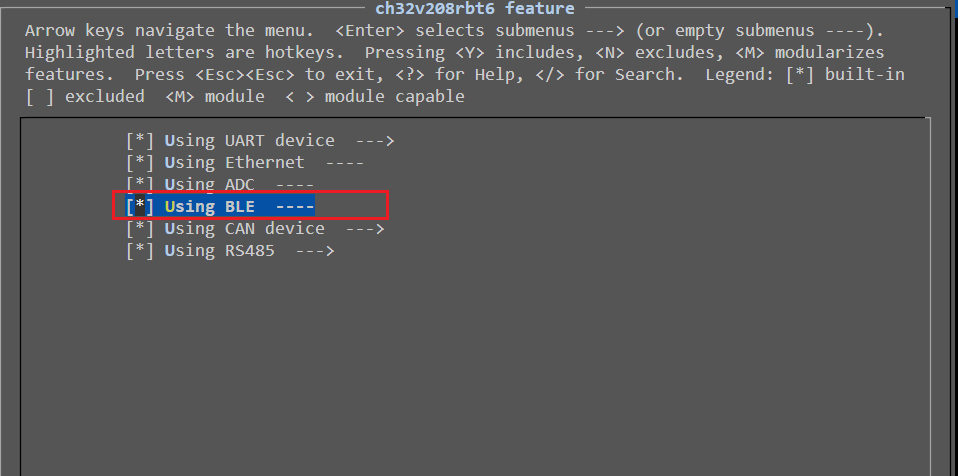 ch32v208rbt6 feature
Arrow keys navigate the menu.  <Enter> selects submenus ---> (or empty submenus ----).
Highlighted letters are hotkeys.  Pressing <Y> includes, <N> excludes, <M> modularizes
features.  Press <Esc><Esc> to exit, <?> for Help, </> for Search.  Legend: [*] built-in
[ ] excluded  <M> module  < > module capable
[*] Using UART device  --->
[*] Using Ethernet  ----
[*] Using ADC  ----
[*] Using BLE  ----
[*] Using CAN device  --->
[*] Using RS485  --->